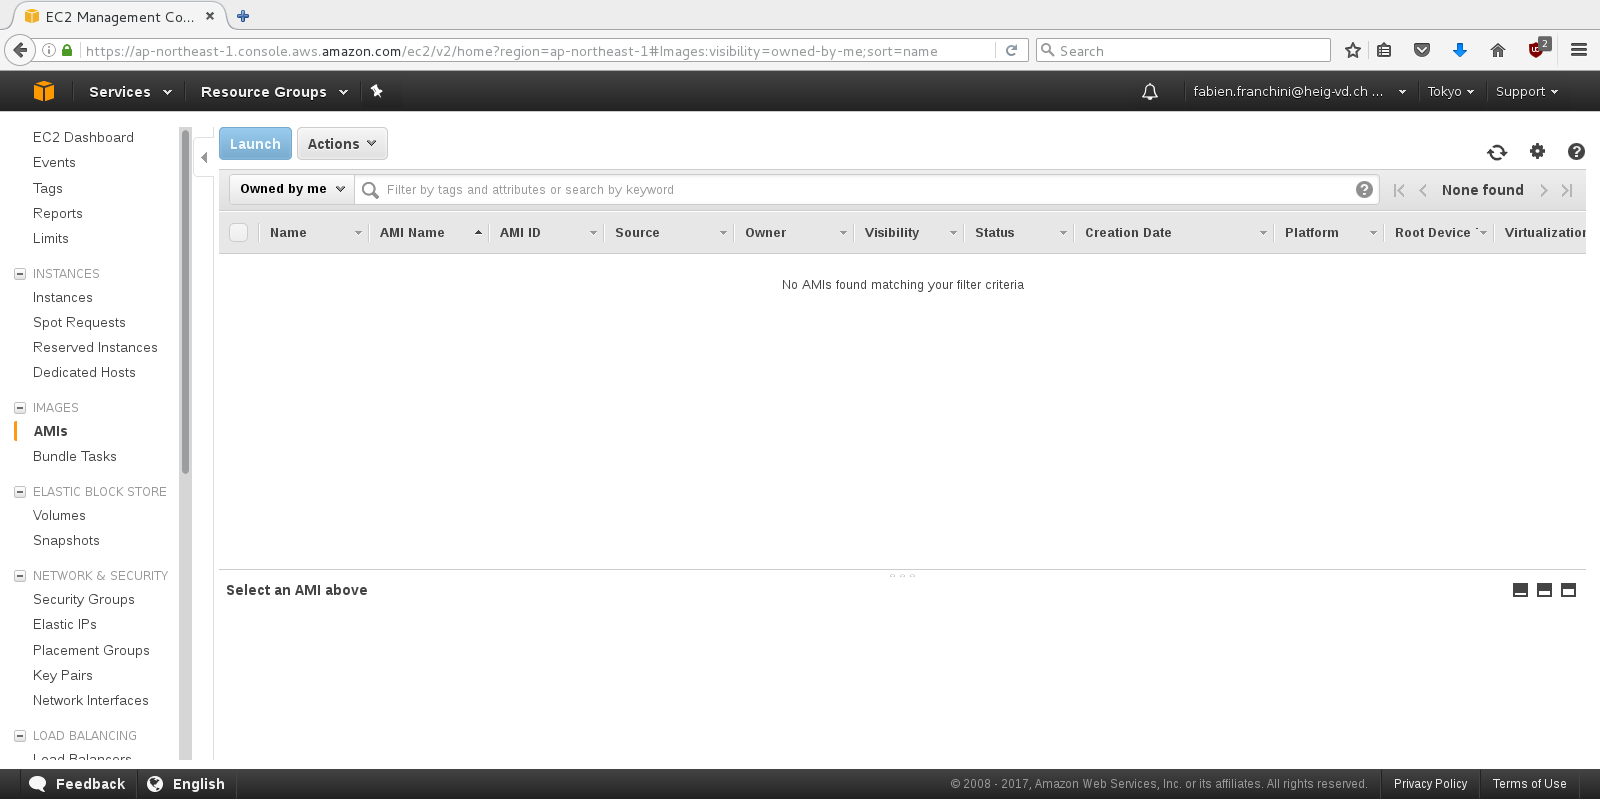 EC2 Management Co...
https://ap-northeast-1.console.aws.amazon.com/ec2/v2/home?region=ap-northeast-1#Images:visibility=owned-by-me;sort=name
Search
2
Services
Resource Groups
fabien.franchini@heig-vd.ch ...
Tokyo
Support
EC2 Dashboard
Events
Tags
Reports
Limits
INSTANCES
Instances
Spot Requests
Reserved Instances
Dedicated Hosts
IMAGES
AMIs
Bundle Tasks
ELASTIC BLOCK STORE
Volumes
Snapshots
NETWORK & SECURITY
Security Groups
Elastic IPs
Placement Groups
Key Pairs
Network Interfaces
LOAD BALANCING
Load Balancers
Launch
Actions
Owned by me
Filter by tags and attributes or search by keyword
None found
Name AMI Name AMI ID Source Owner Visibility Status Creation Date Platform Root Device Virtualization
No AMIs found matching your filter criteria
Select an AMI above
Feedback
English
© 2008 - 2017, Amazon Web Services, Inc. or its affiliates. All rights reserved.
Privacy Policy
Terms of Use